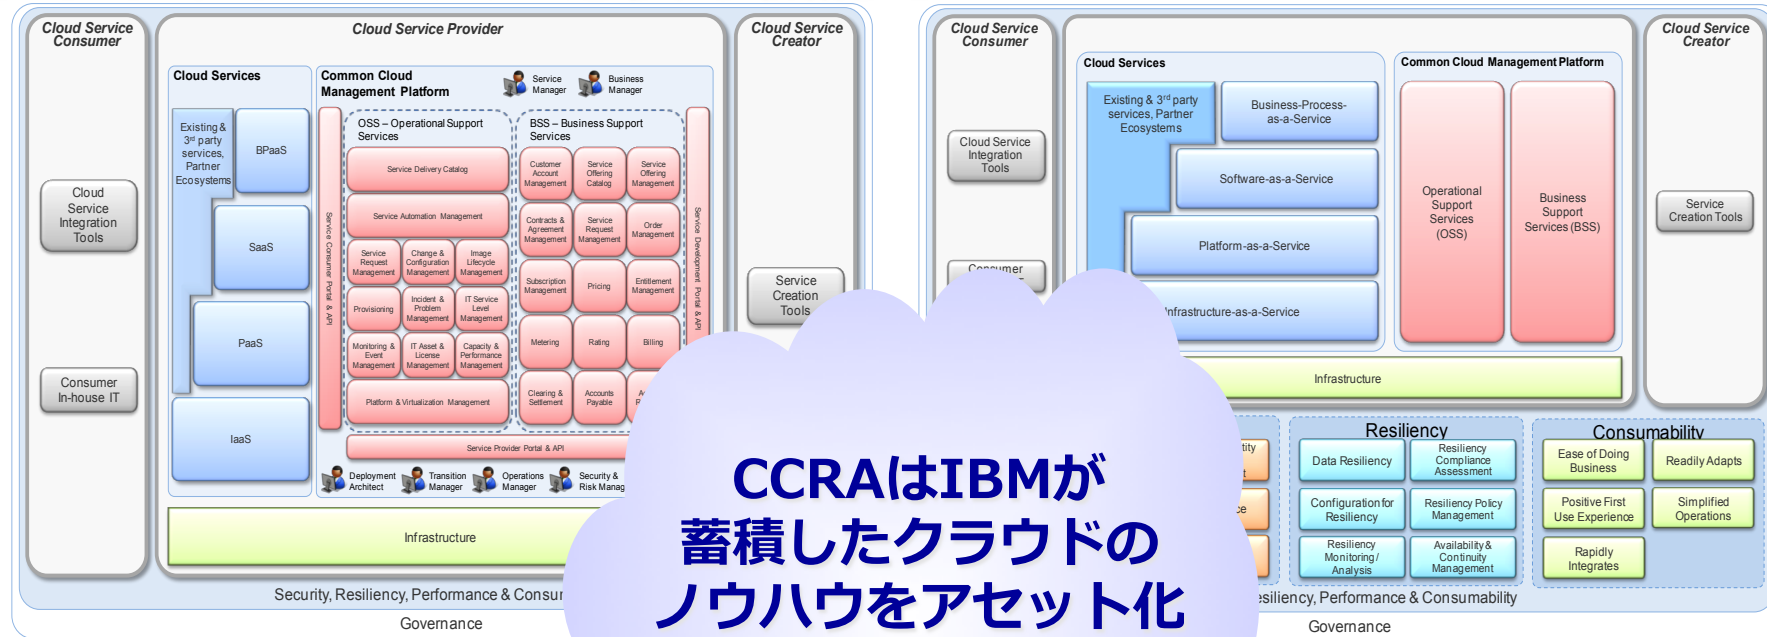 Cloud Service
Consumer
Cloud
Service
Integration
Tools
Consumer
In-house IT
Cloud Service Provider
Cloud Services
Existing &
3rd party
services,
Partner
Ecosystems
BPaaS
SaaS
PaaS
IaaS
Common Cloud
Management Platform
Service
Manager
Business
Manager
Service Consumer Portal & API
OSS – Operational Support
Services
Service Delivery Catalog
Service Automation Management
Service
Request
Management
Change &
Configuration
Management
Image
Lifecycle
Management
Provisioning
Incident &
Problem
Management
IT Service
Level
Management
Monitoring &
Event
Management
IT Asset &
License
Management
Capacity &
Performance
Management
Platform & Virtualization Management
BSS – Business Support
Services
Customer
Account
Management
Service
Offering
Catalog
Service
Offering
Management
Contracts &
Agreement
Management
Service
Request
Management
Order
Management
Subscription
Management
Pricing
Entitlement
Management
Metering
Rating
Billing
Clearing &
Settlement
Accounts
Payable
Service Development Portal & API
Service Provider Portal & API
Deployment
Architect
Transition
Manager
Operations
Manager
Security &
Risk Manag
Infrastructure
Cloud Service
Creator
Service
Creation
Tools
Security, Resiliency, Performance & Consu
Governance
Cloud Service
Consumer
Cloud Service
Integration
Tools
Consumer
Cloud Services
Existing & 3rd party
services, Partner
Ecosystems
Business-Process-
as-a-Service
Software-as-a-Service
Platform-as-a-Service
Infrastructure-as-a-Service
Common Cloud Management Platform
Operational
Support
Services
(OSS)
Business
Support
Services (BSS)
Infrastructure
Cloud Service
Creator
Service
Creation Tools
Resiliency
Data Resiliency
Resiliency
Compliance
Assessment
Configuration for
Resiliency
Resiliency Policy
Management
Resiliency
Monitoring /
Analysis
Availability &
Continuity
Management
Consumability
Ease of Doing
Business
Readily Adapts
Positive First
Use Experience
Simplified
Operations
Rapidly
Integrates
esiliency, Performance & Consumability
Governance
CCRAはIBMが
蓄積したクラウドの
ノウハウをアセット化